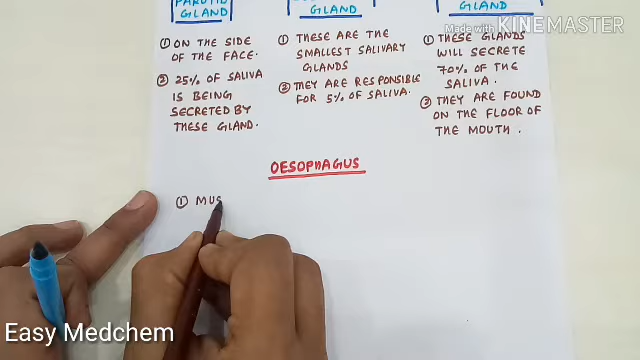 PAROTID
GLAND
① ON THE SIDE
OF THE FACE.
② 25% OF SALIVA
IS BEING
SECRETED BY
THESE GLAND.
GLAND
① THESE ARE THE
SMALLEST SALIVARY
GLANDS
② THEY ARE RESPONSIBLE
FOR 5% OF SALIVA.
GLAND
① THESE GLANDS
WILL SECRETE
70% OF THE
SALIVA.
② THEY ARE FOUND
ON THE FLOOR OF
THE MOUTH.
OESOPHAGUS
① MUS
Made with KINEMASTER
Easy Medchem